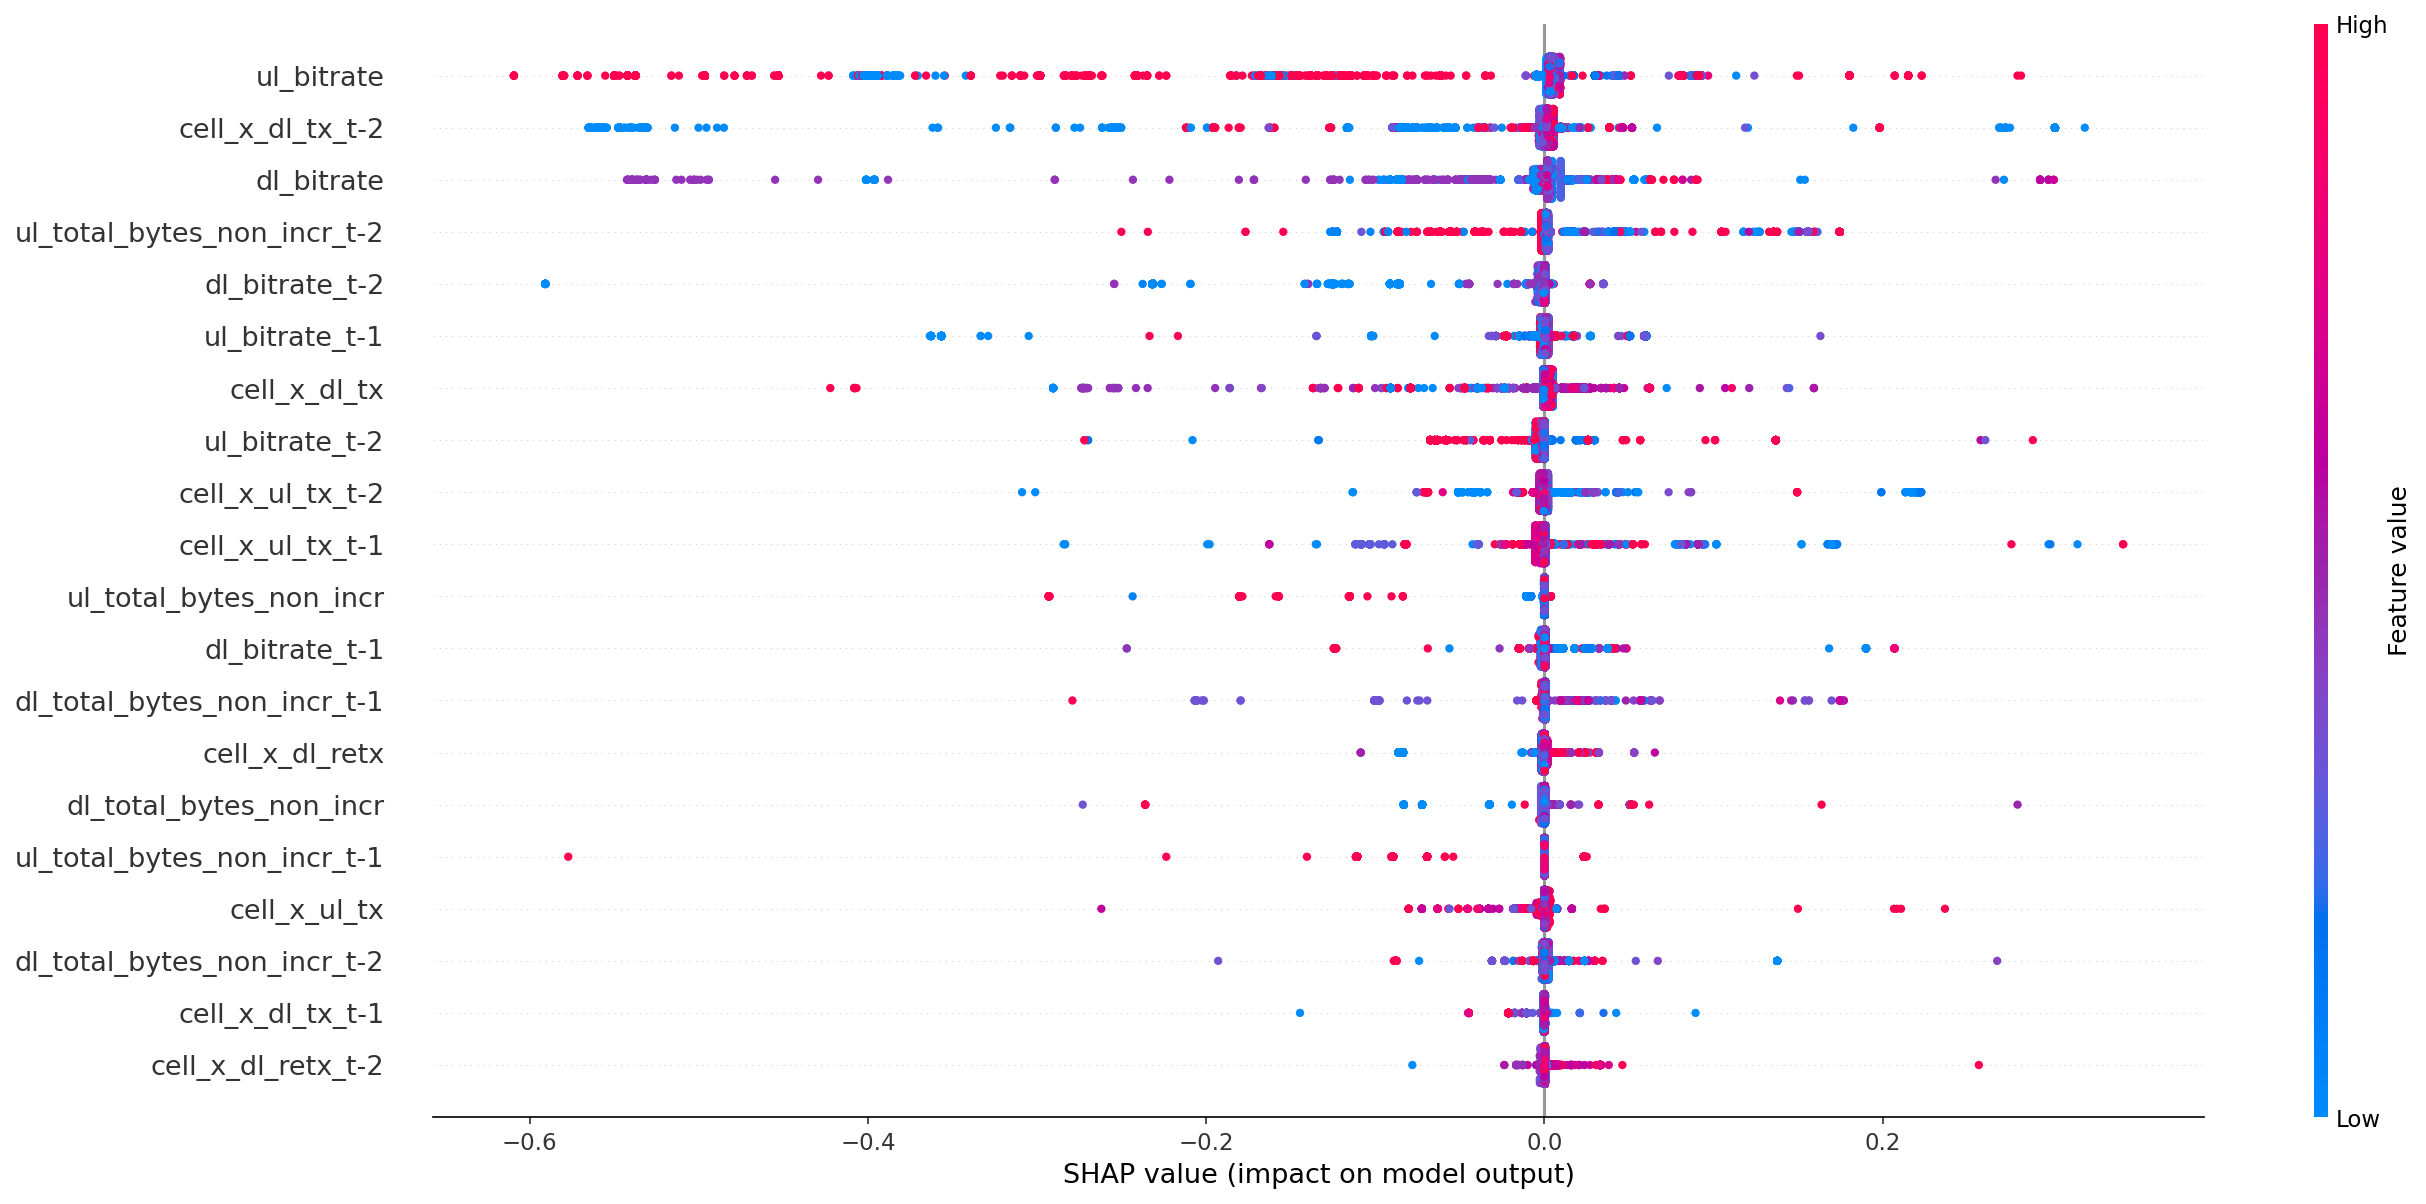 High
ul_bitrate
cell_x_dl_tx_t-2
dl_bitrate
ul_total_bytes_non_incr_t-2
dl_bitrate_t-2
ul_bitrate_t-1
cell_x_dl_tx
ul_bitrate_t-2
cell_x_ul_tx_t-2
cell_x_ul_tx_t-1
ul_total_bytes_non_incr
dl_bitrate_t-1
dl_total_bytes_non_incr_t-1
cell_x_dl_retx
dl_total_bytes_non_incr
ul_total_bytes_non_incr_t-1
cell_x_ul_tx
dl_total_bytes_non_incr_t-2
cell_x_dl_tx_t-1
cell_x_dl_retx_t-2
Feature value
Low
−0.6 −0.4 −0.2 0.0 0.2
SHAP value (impact on model output)